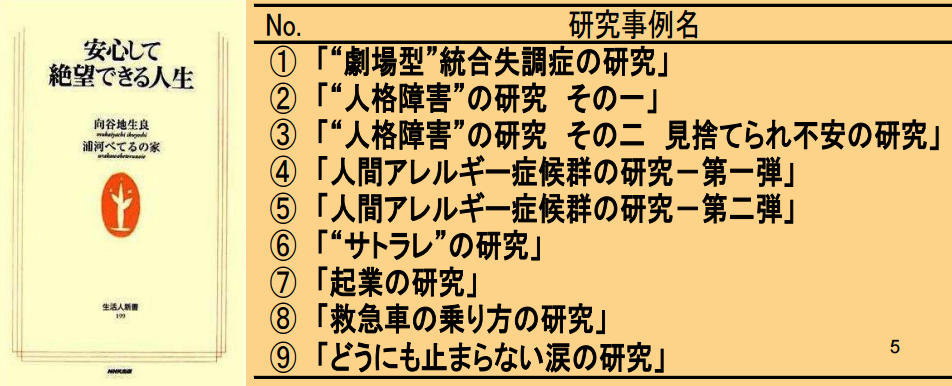 安心して
絶望できる人生
向谷地生良
mukaiyachi ikuyoshi
浦河べてるの家
urakawabeterunoie
生活人新書
199
NHK出版
No. 研究事例名
① 「“劇場型”統合失調症の研究」
② 「“人格障害”の研究 その一」
③ 「“人格障害”の研究 その二 見捨てられ不安の研究」
④ 「人間アレルギー症候群の研究－第一弾」
⑤ 「人間アレルギー症候群の研究－第二弾」
⑥ 「“サトラレ”の研究」
⑦ 「起業の研究」
⑧ 「救急車の乗り方の研究」
⑨ 「どうにも止まらない涙の研究」
5